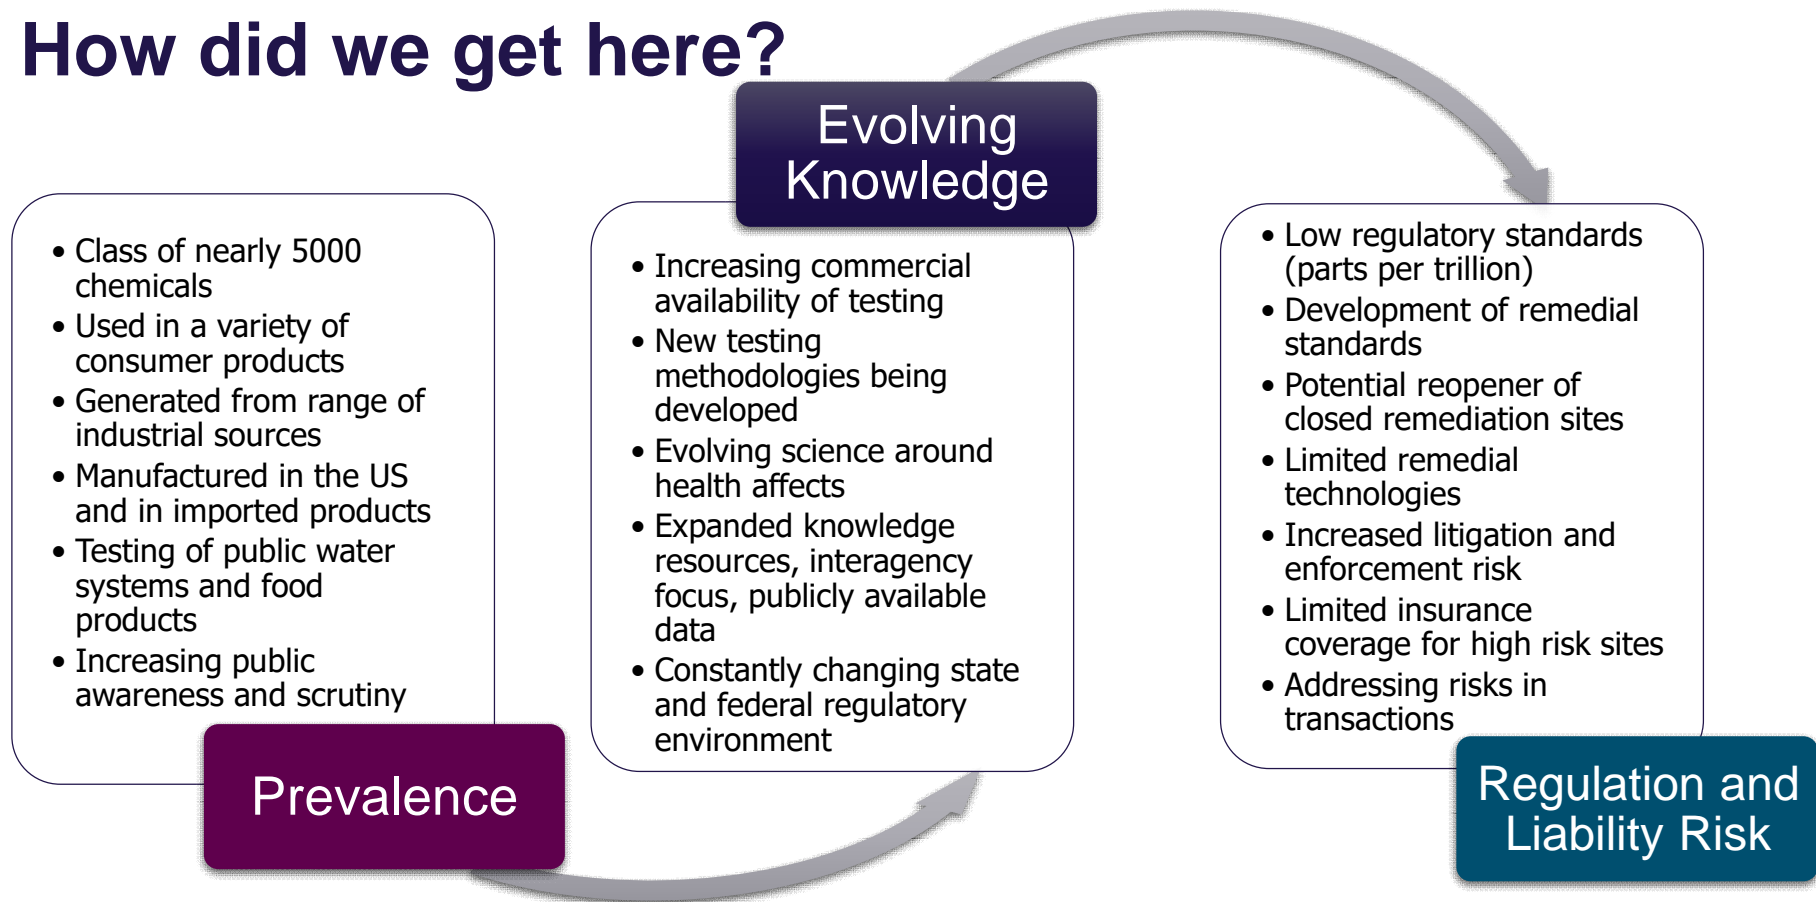 How did we get here?
• Class of nearly 5000
chemicals
• Used in a variety of
consumer products
• Generated from range of
industrial sources
• Manufactured in the US
and in imported products
• Testing of public water
systems and food
products
• Increasing public
awareness and scrutiny
Prevalence
Evolving
Knowledge
• Increasing commercial
availability of testing
• New testing
methodologies being
developed
• Evolving science around
health affects
• Expanded knowledge
resources, interagency
focus, publicly available
data
• Constantly changing state
and federal regulatory
environment
• Low regulatory standards
(parts per trillion)
• Development of remedial
standards
• Potential reopener of
closed remediation sites
• Limited remedial
technologies
• Increased litigation and
enforcement risk
• Limited insurance
coverage for high risk sites
• Addressing risks in
transactions
Regulation and
Liability Risk